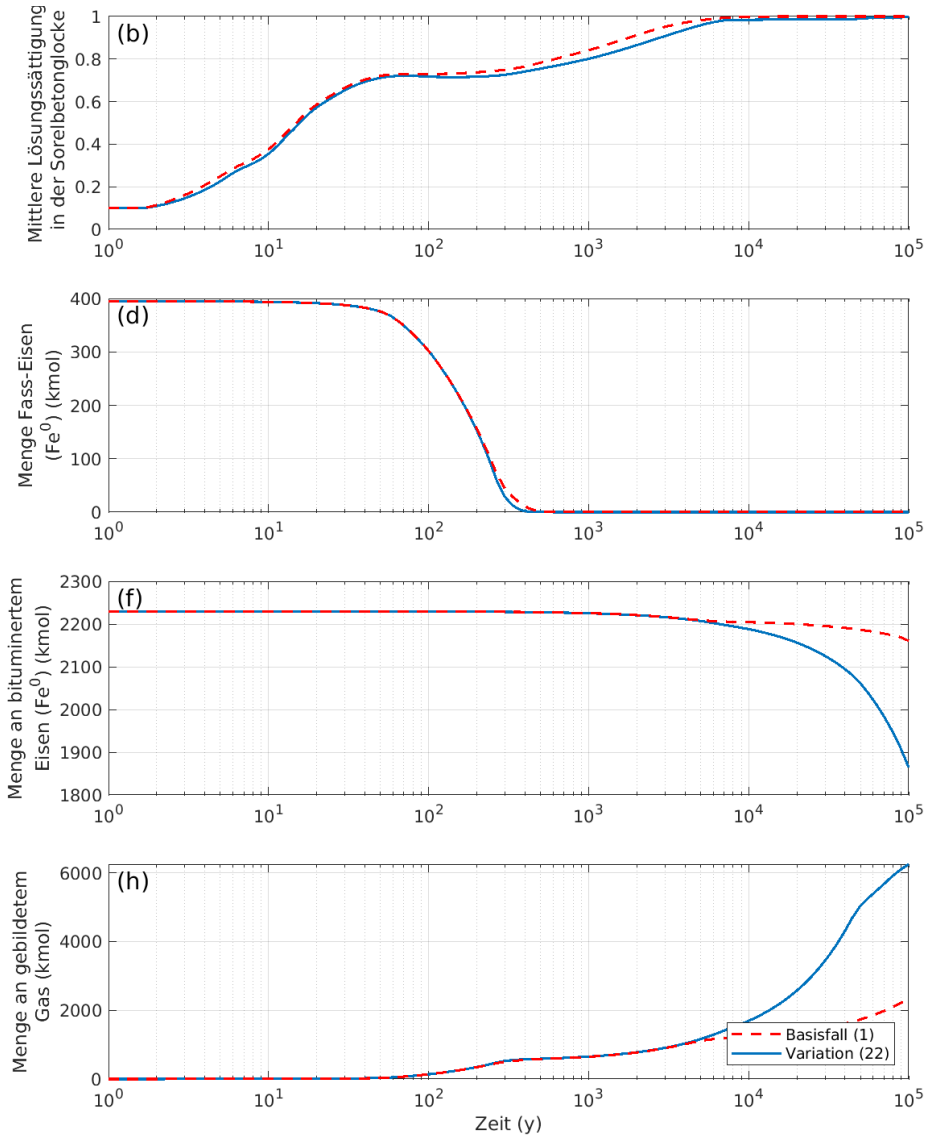 (b)
Mittlere Lösungssättigung
in der Sorelbetonglocke
1
0.8
0.6
0.4
0.2
0
10^0 10^1 10^2 10^3 10^4 10^5
(d)
Menge Fass-Eisen
(Fe^0) (kmol)
400
300
200
100
0
10^0 10^1 10^2 10^3 10^4 10^5
(f)
Menge an bituminertem
Eisen (Fe^0) (kmol)
2300
2200
2100
2000
1900
1800
10^0 10^1 10^2 10^3 10^4 10^5
(h)
Menge an gebildetem
Gas (kmol)
6000
4000
2000
0
Basisfall (1)
Variation (22)
10^0 10^1 10^2 10^3 10^4 10^5
Zeit (y)